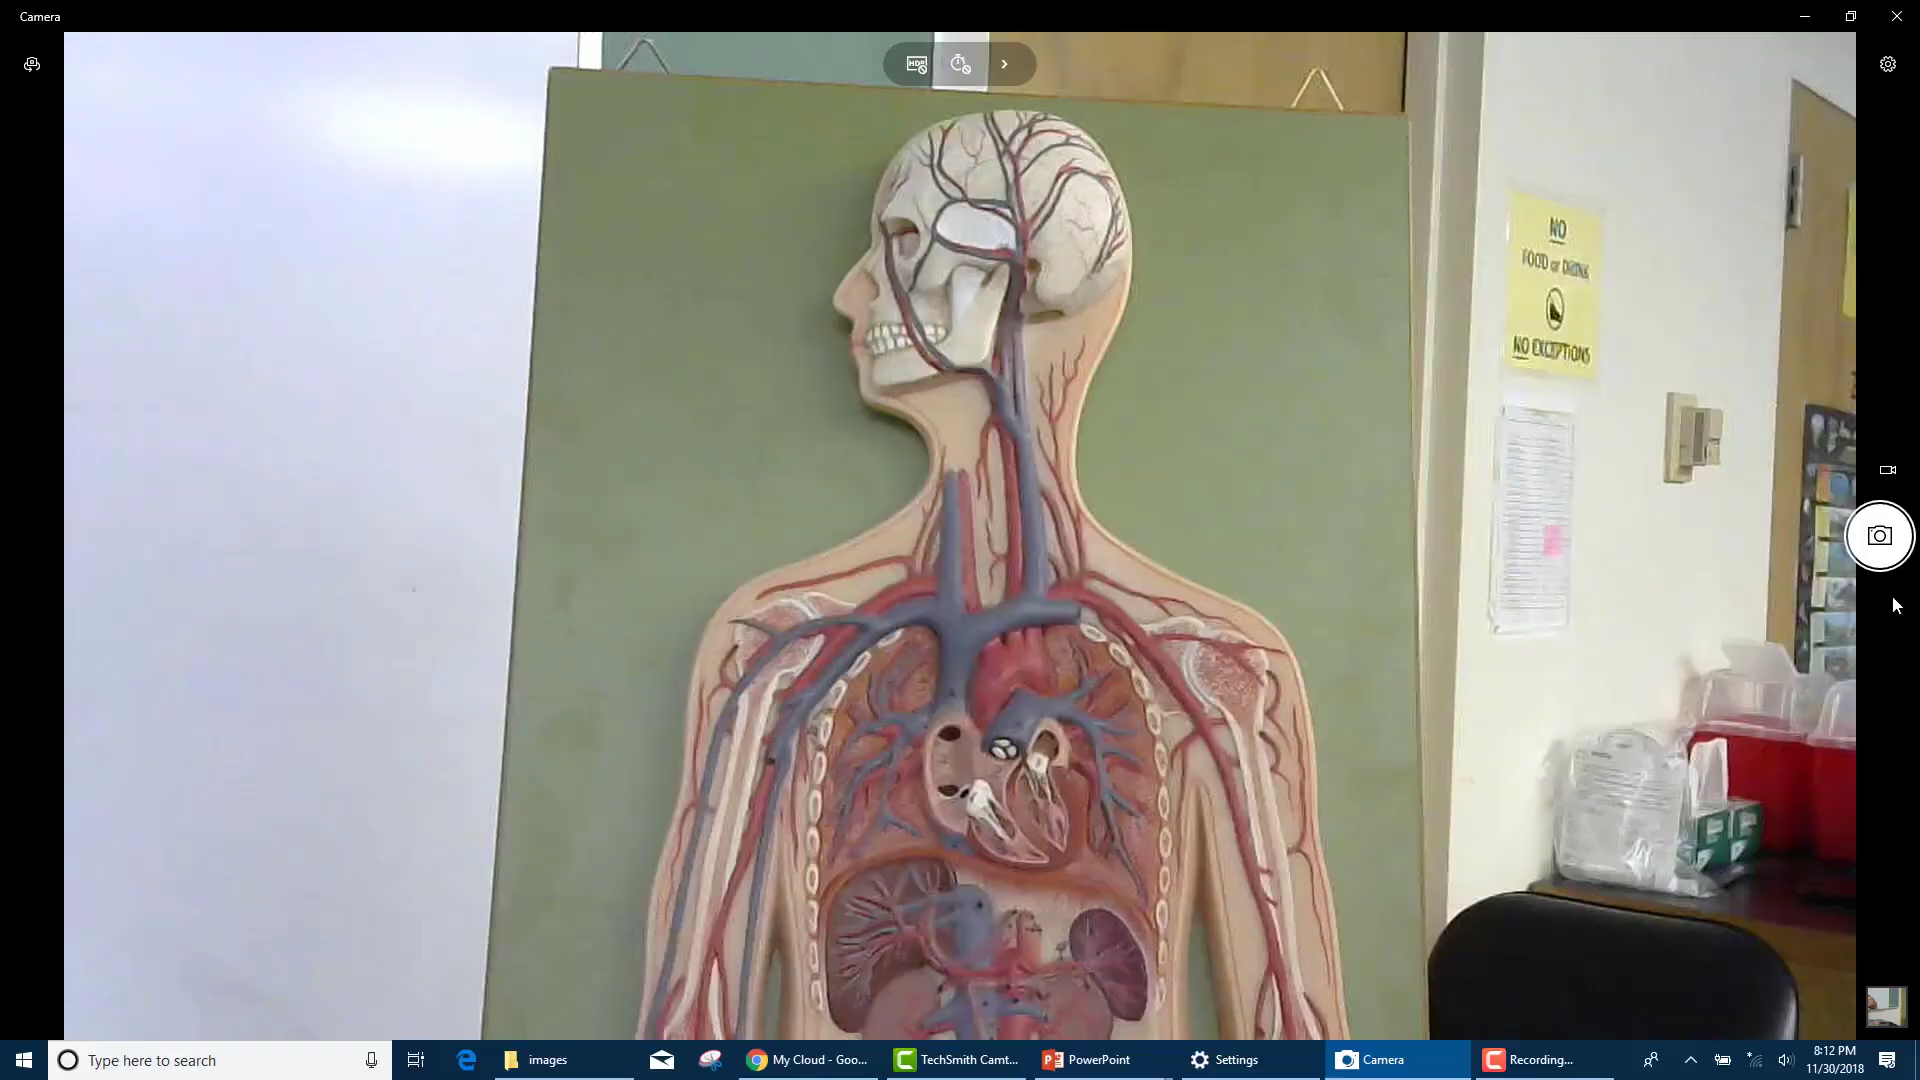 Camera
HDR
NO
FOOD or DRINK
NO EXCEPTIONS
Type here to search
images
My Cloud - Goo...
TechSmith Camt...
PowerPoint
Settings
Camera
Recording...
8:12 PM
11/30/2018